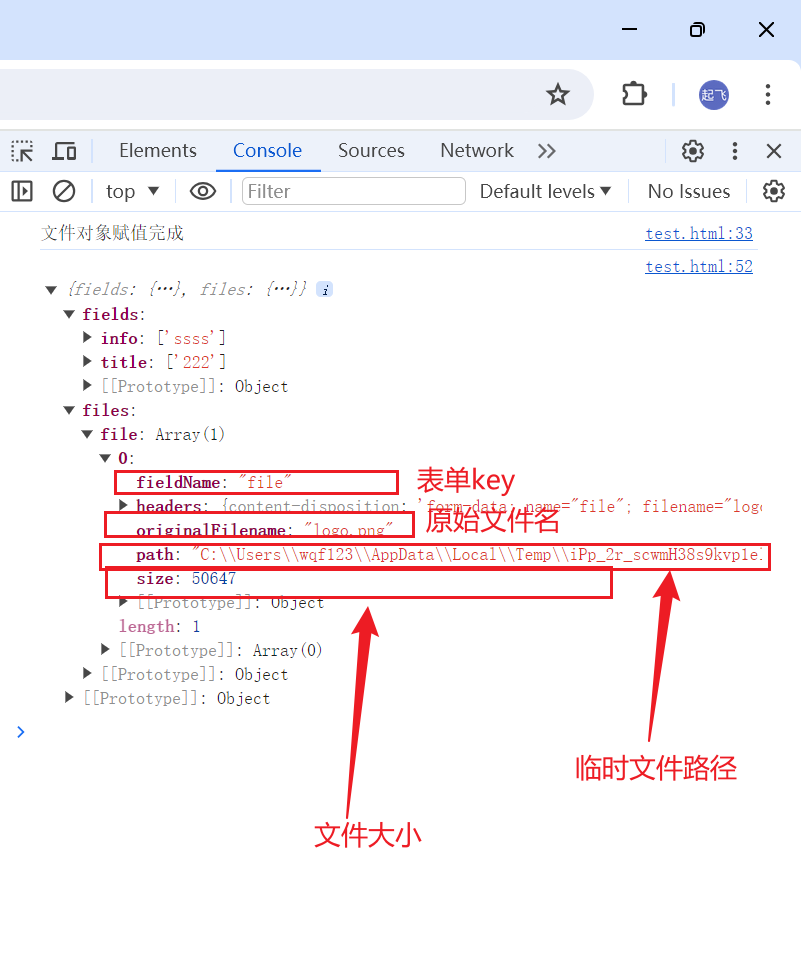 起飞
Elements Console Sources Network
top Filter Default levels No Issues
文件对象赋值完成 test.html:33
test.html:52
{fields: {…}, files: {…}} i
fields:
info: ['ssss']
title: ['222']
[[Prototype]]: Object
files:
file: Array(1)
0:
fieldName: "file" 表单key
headers: {content-disposition: 'form-data; name="file"; filename="logo
originalFilename: "logo.png" 原始文件名
path: "C:\\Users\\wqf123\\AppData\\Local\\Temp\\iPp_2r_scwmH38s9kvp1e
size: 50647
[[Prototype]]: Object
length: 1
[[Prototype]]: Array(0)
[[Prototype]]: Object
[[Prototype]]: Object
临时文件路径
文件大小